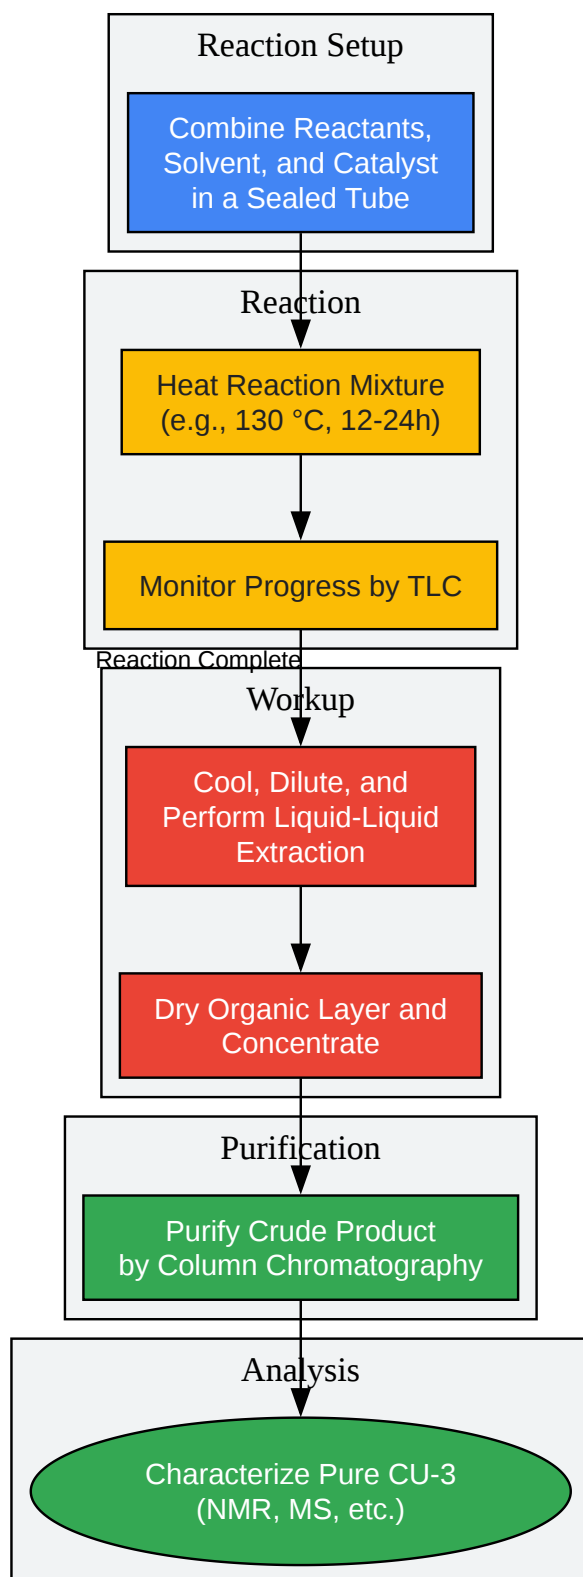 Reaction Setup
Combine Reactants,
Solvent, and Catalyst
in a Sealed Tube
Reaction
Heat Reaction Mixture
(e.g., 130 °C, 12-24h)
Monitor Progress by TLC
Reaction Complete
Workup
Cool, Dilute, and
Perform Liquid-Liquid
Extraction
Dry Organic Layer and
Concentrate
Purification
Purify Crude Product
by Column Chromatography
Analysis
Characterize Pure CU-3
(NMR, MS, etc.)